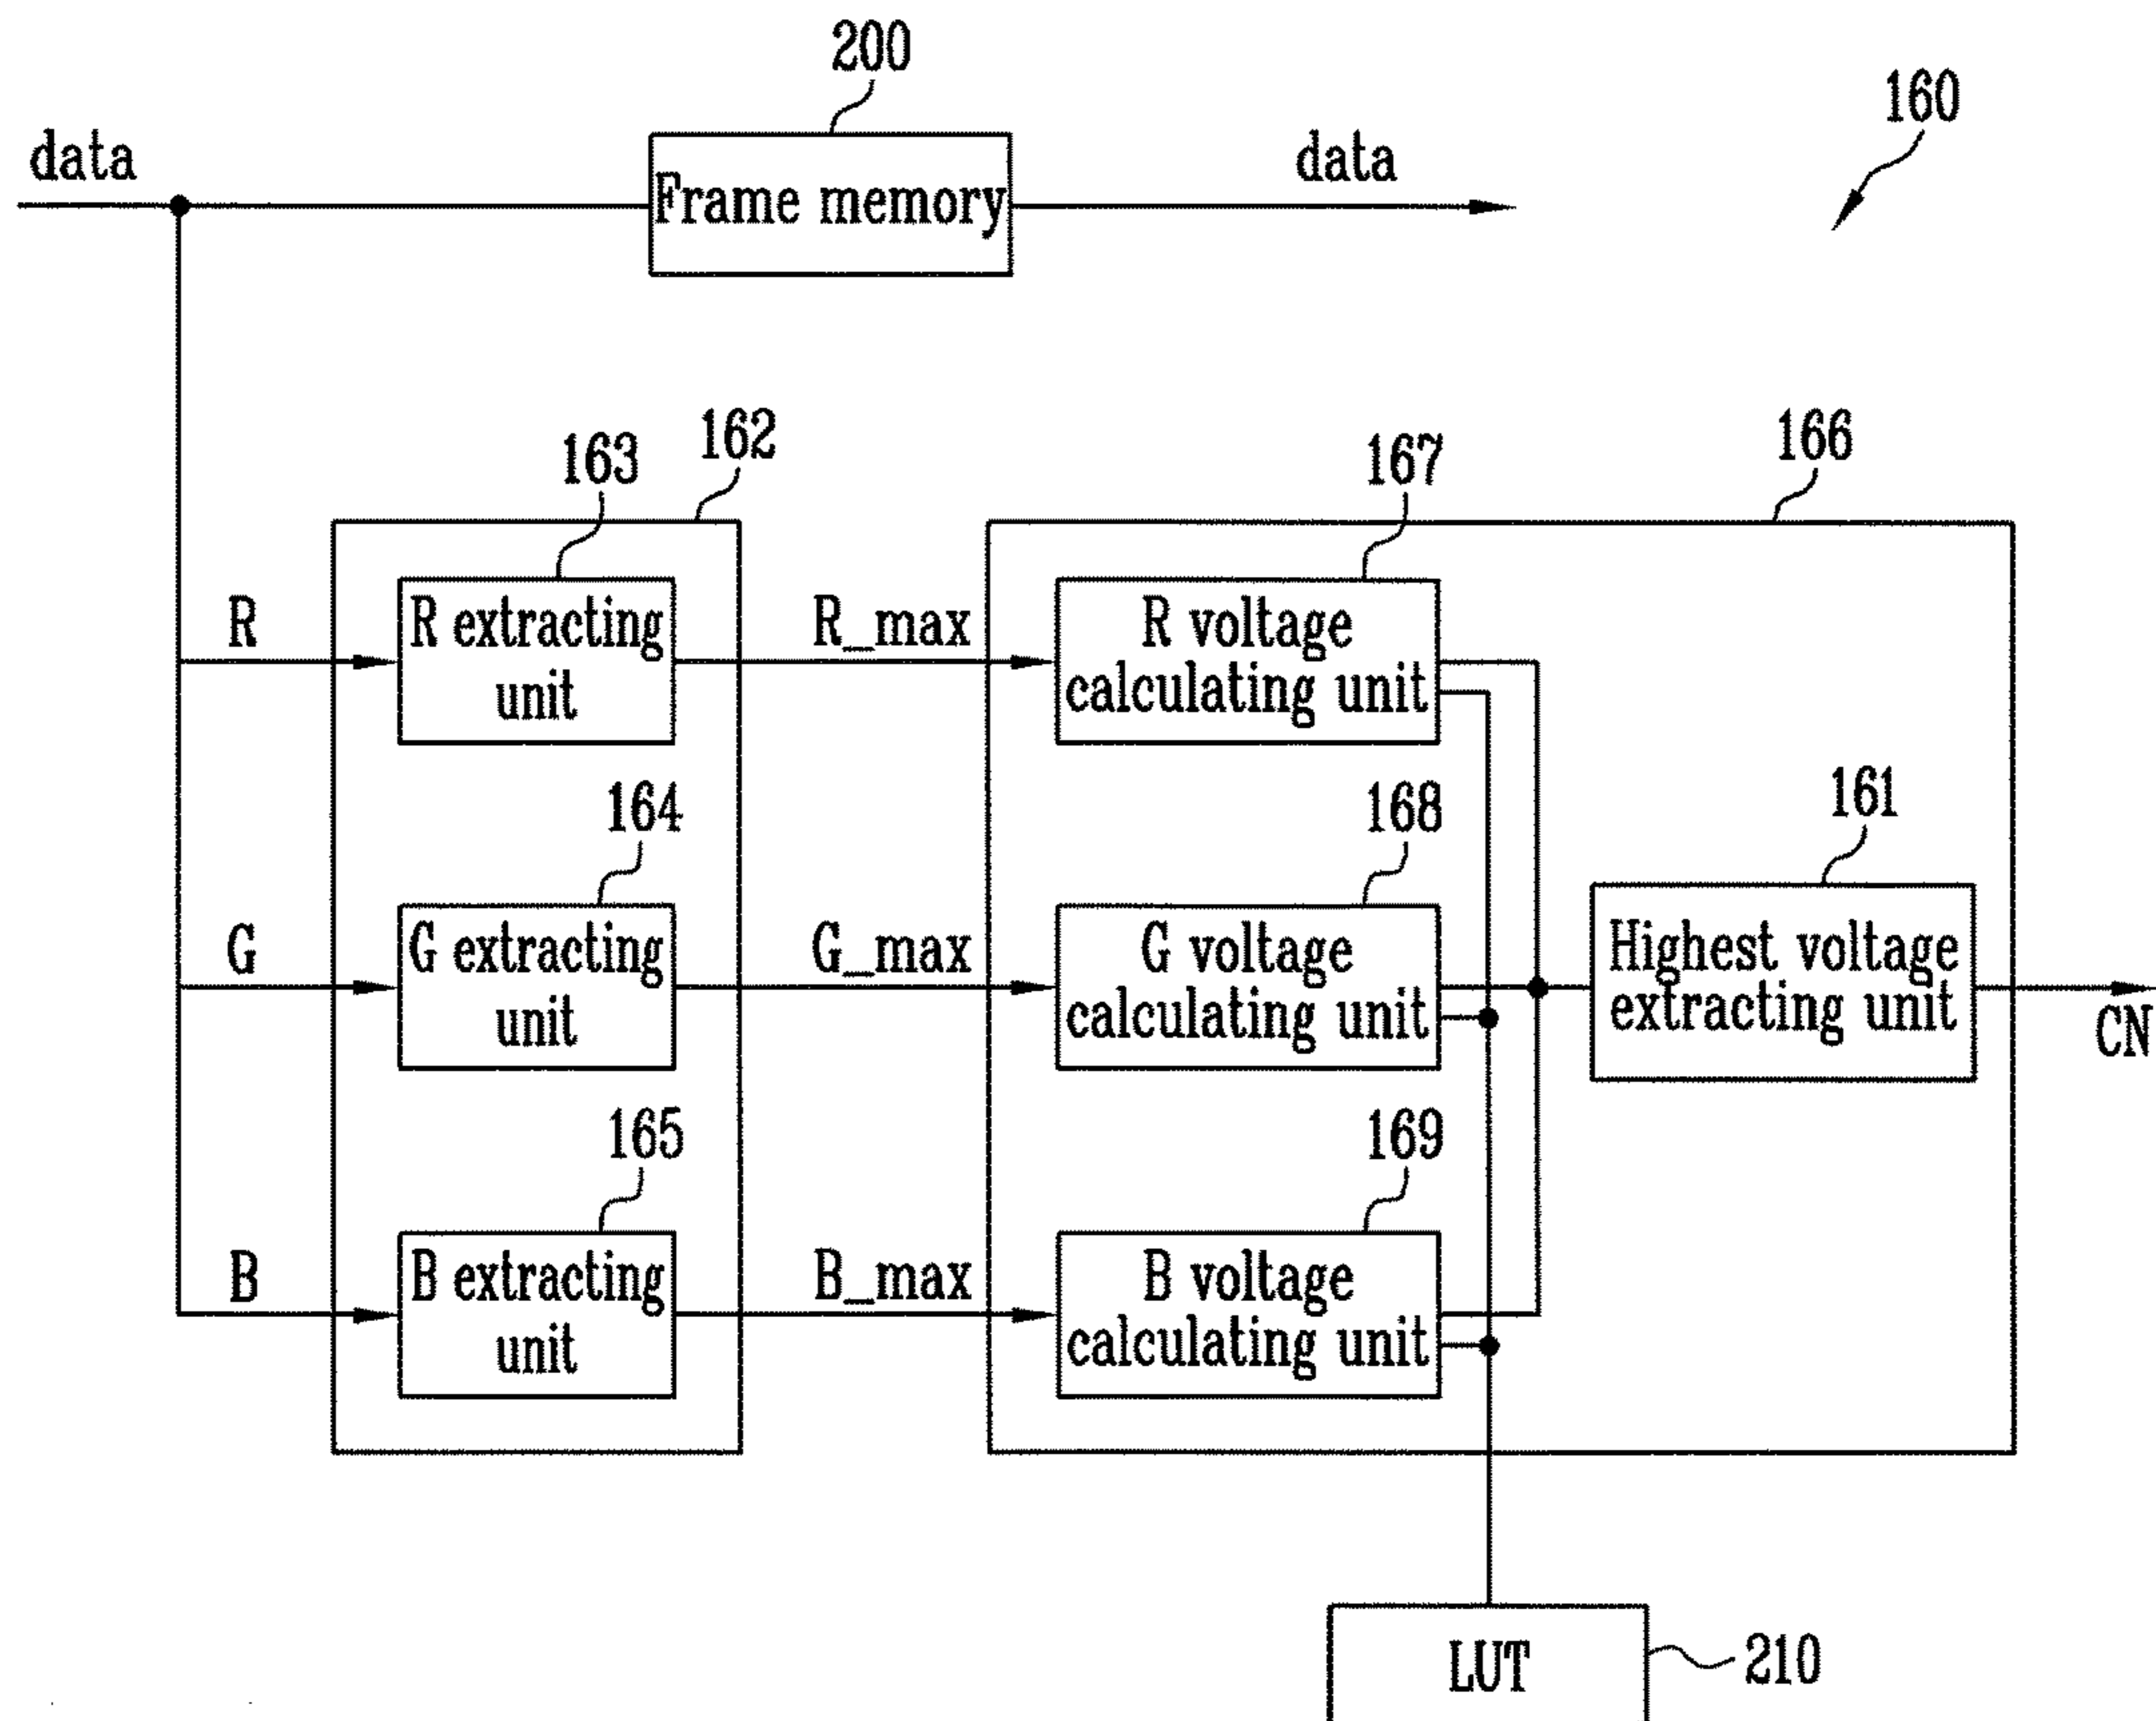 200
160
data
data
Frame memory
163
162
167
166
R
R extracting
unit
R_max
R voltage
calculating unit
164
168
161
G
G extracting
unit
G_max
G voltage
calculating unit
Highest voltage
extracting unit
CN
165
169
B
B extracting
unit
B_max
B voltage
calculating unit
LUT
210